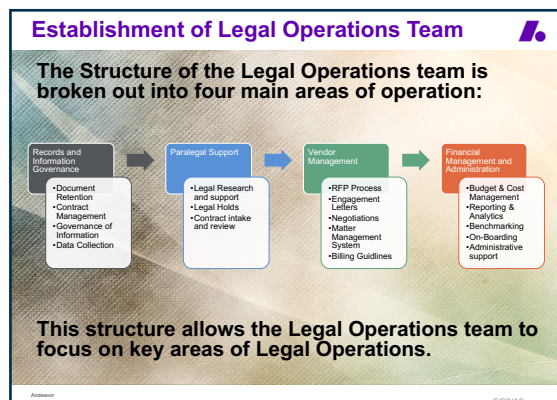 Establishment of Legal Operations Team
The Structure of the Legal Operations team is
broken out into four main areas of operation:
Records and
Information
Governance
•Document
Retention
•Contract
Management
•Governance of
Information
•Data Collection
Paralegal Support
•Legal Research
and support
•Legal Holds
•Contract intake
and review
Vendor
Management
•RFP Process
•Engagement
Letters
•Negotiations
•Matter
Management
System
•Billing Guidlines
Financial
Management and
Administration
•Budget & Cost
Management
•Reporting &
Analytics
•Benchmarking
•On-Boarding
•Administrative
support
This structure allows the Legal Operations team to
focus on key areas of Legal Operations.
Andeavor